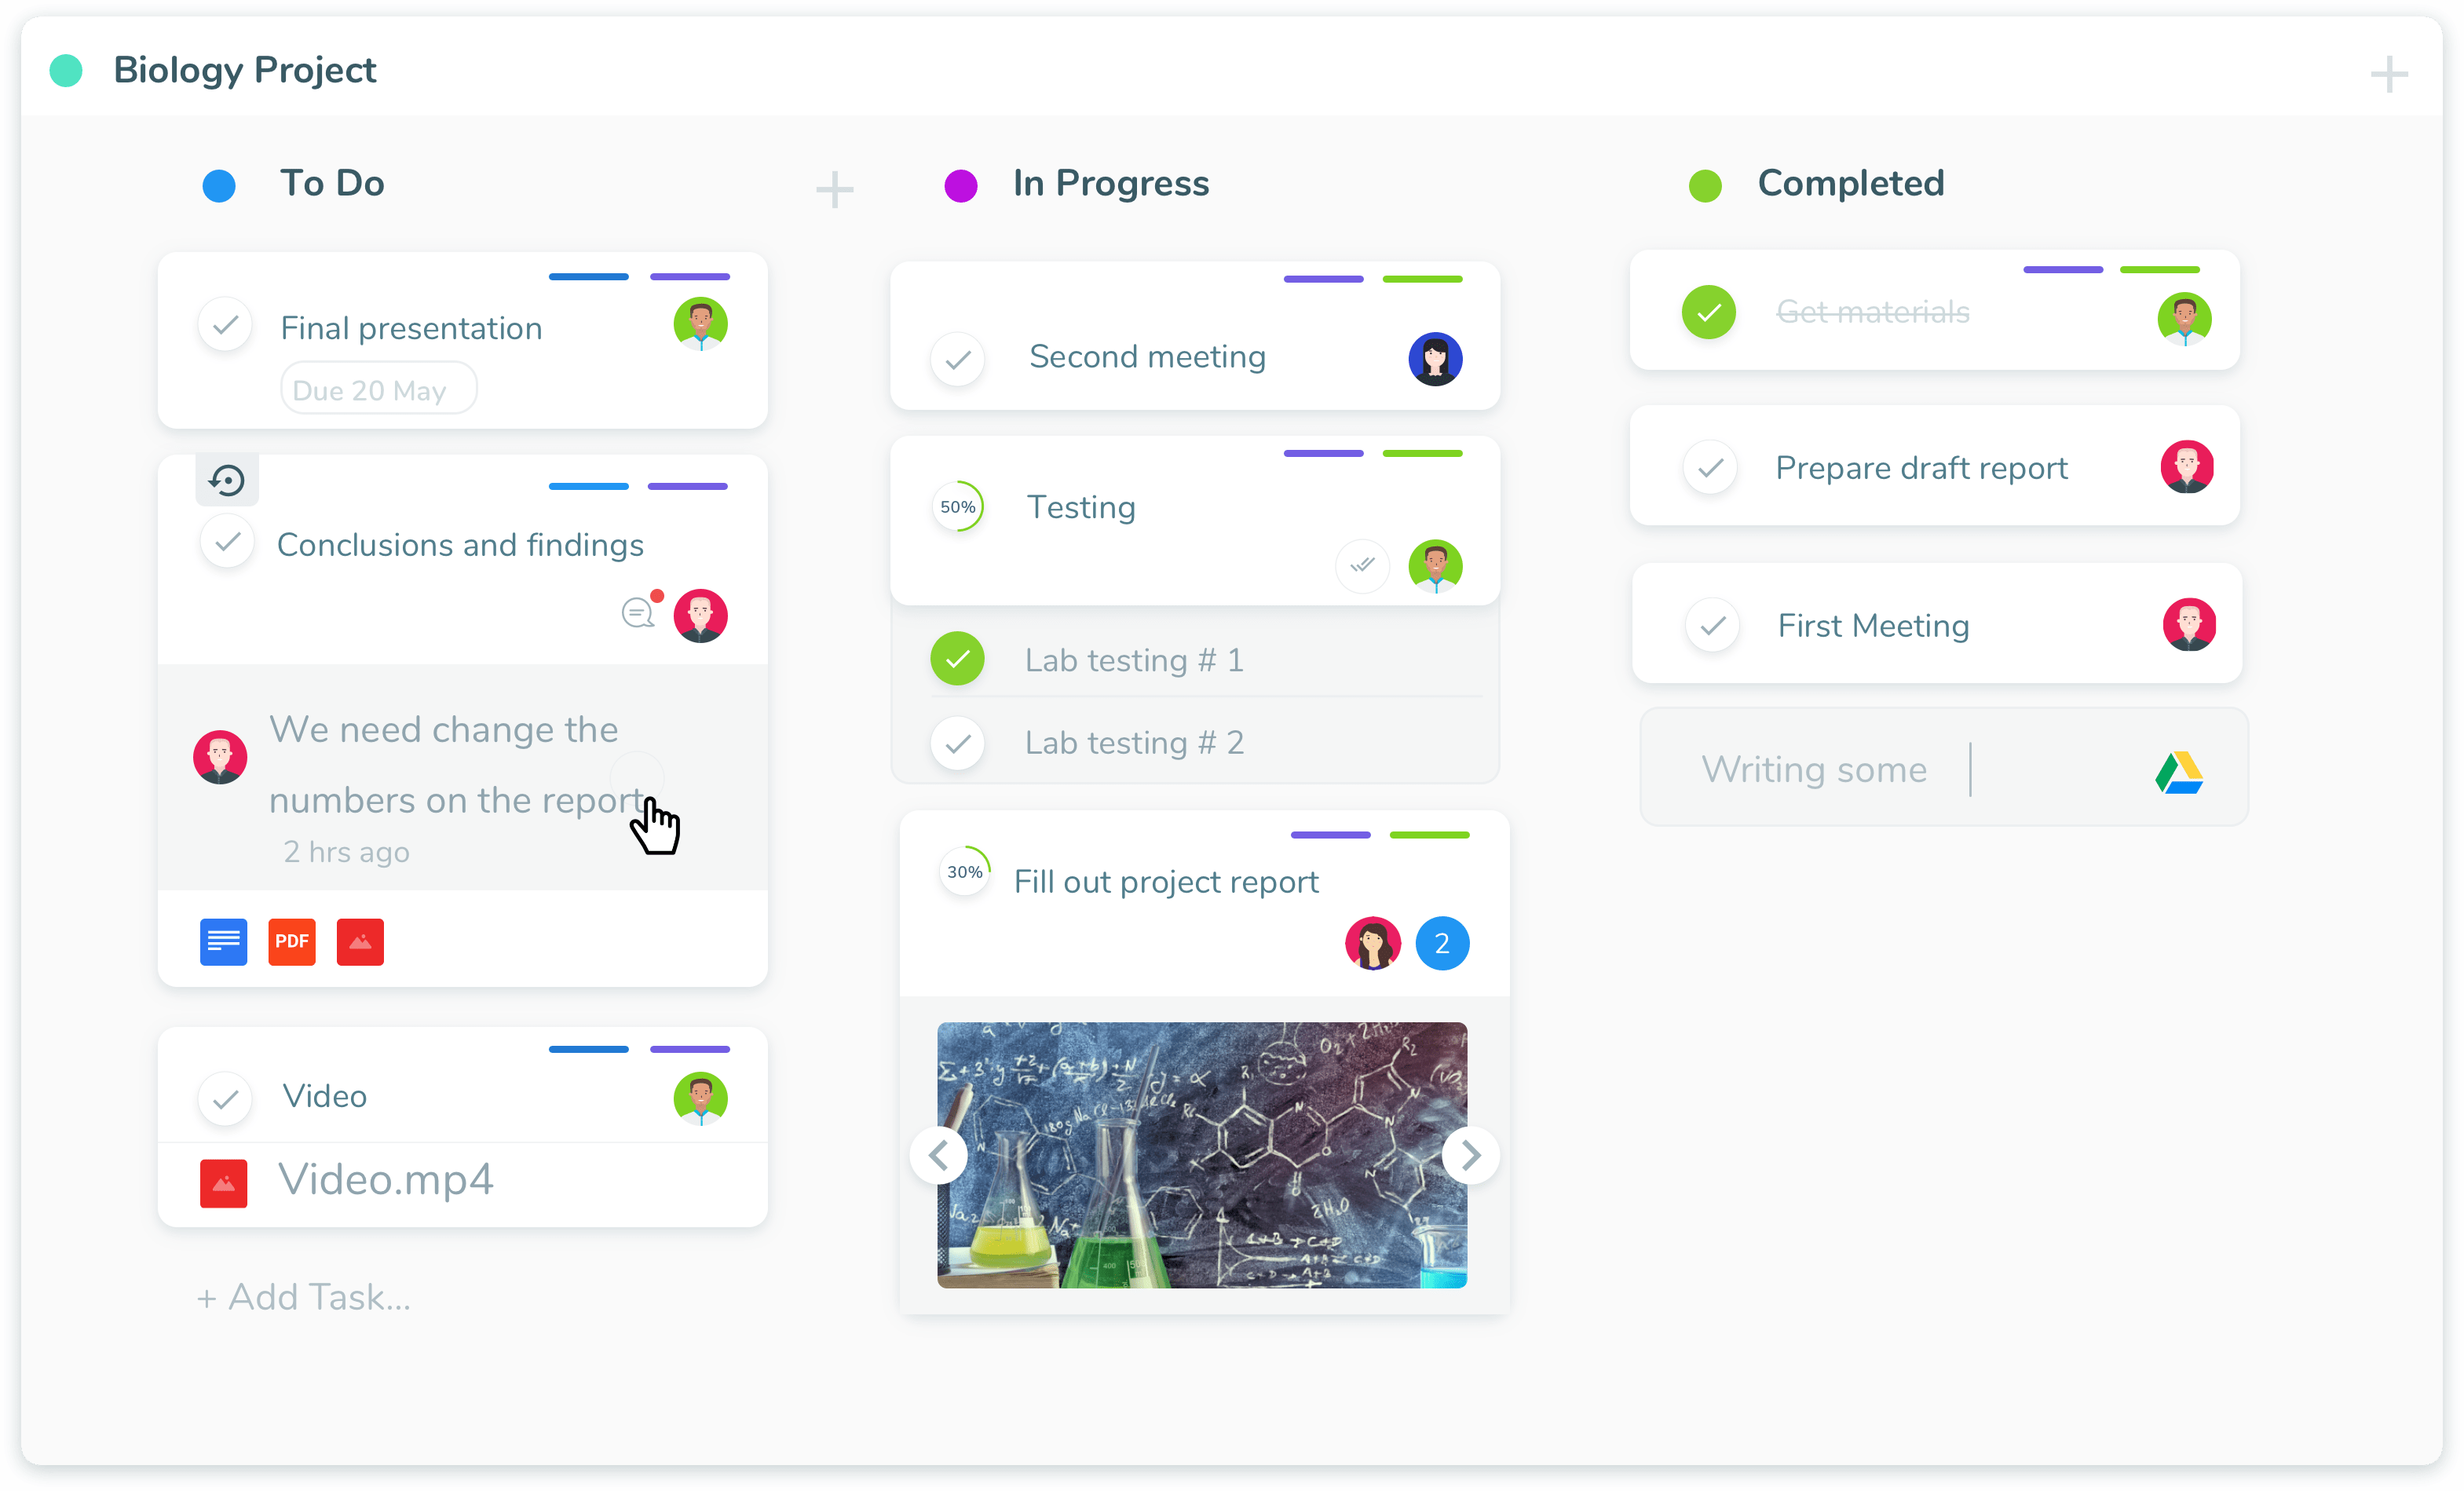 Biology Project
To Do
Final presentation
Due 20 May
Conclusions and findings
We need change the
numbers on the report
2 hrs ago
PDF
Video
Video.mp4
+ Add Task...
In Progress
Second meeting
50%
Testing
Lab testing # 1
Lab testing # 2
30%
Fill out project report
2
Completed
Get materials
Prepare draft report
First Meeting
Writing some